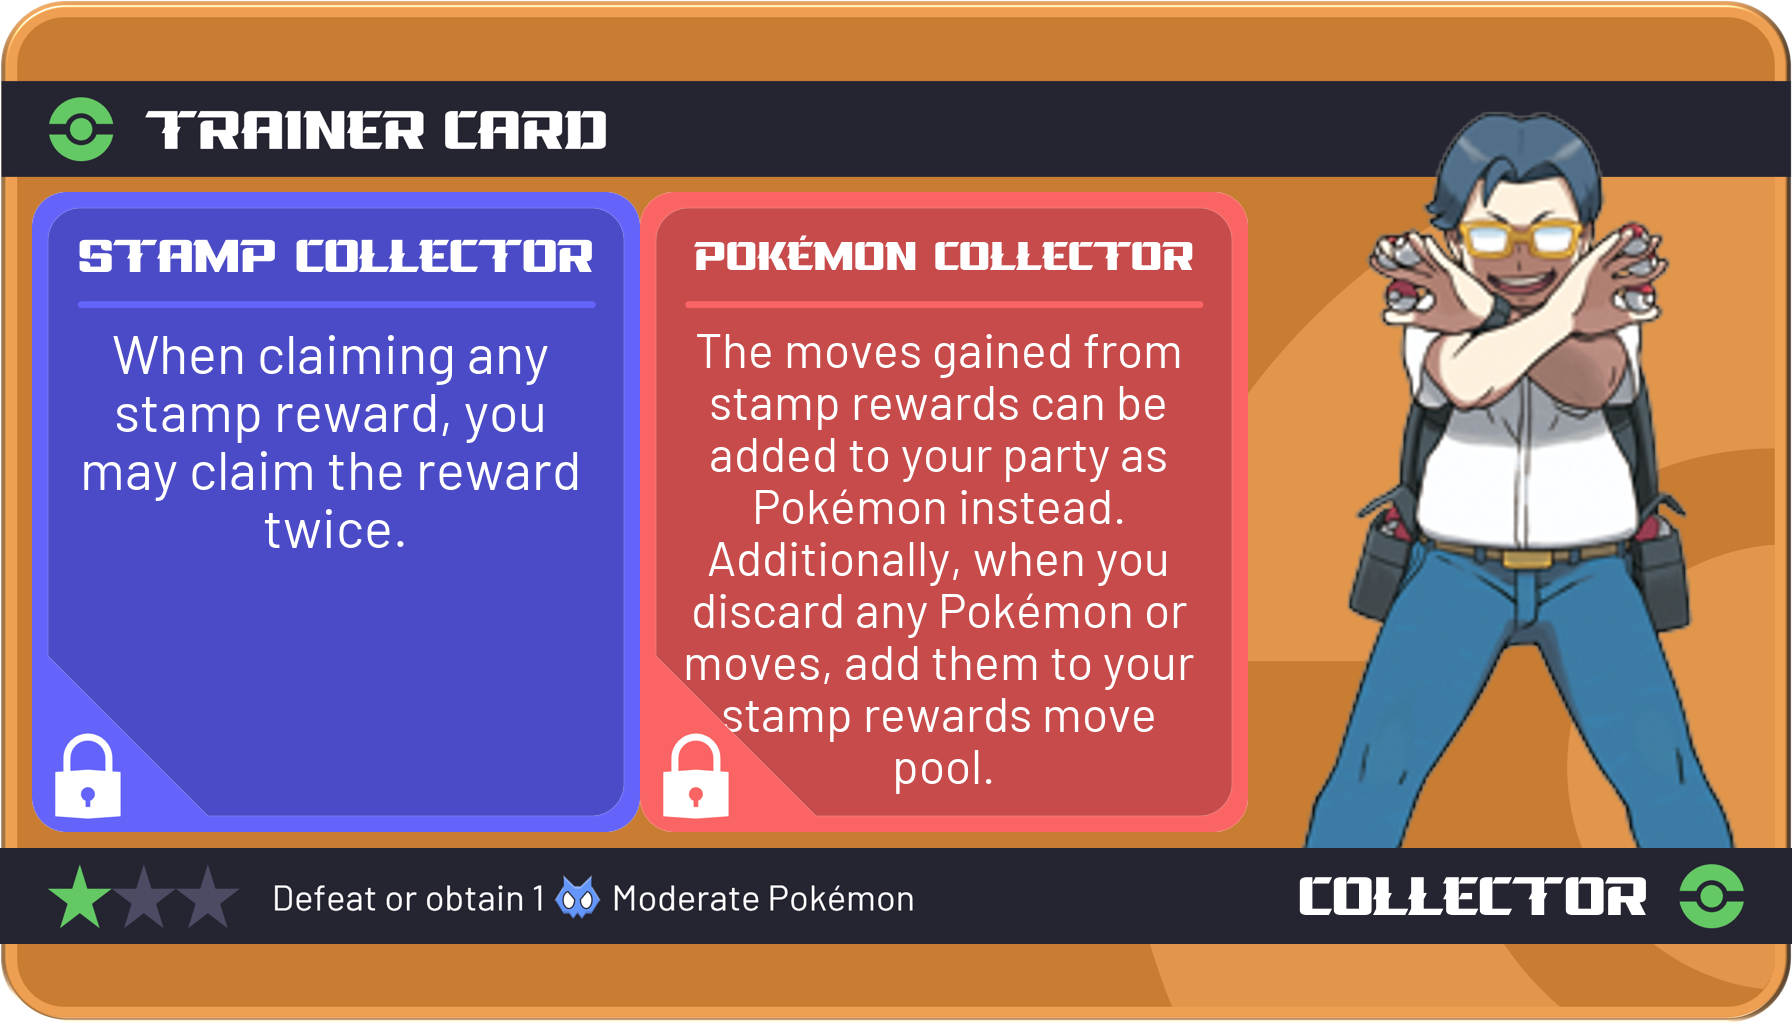 TRAINER CARD
STAMP COLLECTOR
When claiming any
stamp reward, you
may claim the reward
twice.
POKÉMON COLLECTOR
The moves gained from
stamp rewards can be
added to your party as
Pokémon instead.
Additionally, when you
discard any Pokémon or
moves, add them to your
stamp rewards move
pool.
Defeat or obtain 1 Moderate Pokémon
COLLECTOR